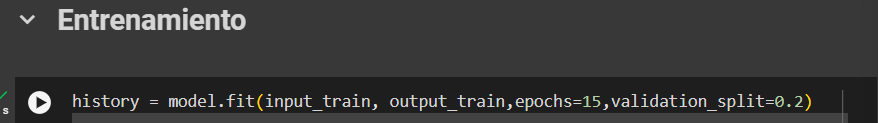 Entrenamiento
s
history = model.fit(input_train, output_train,epochs=15,validation_split=0.2)